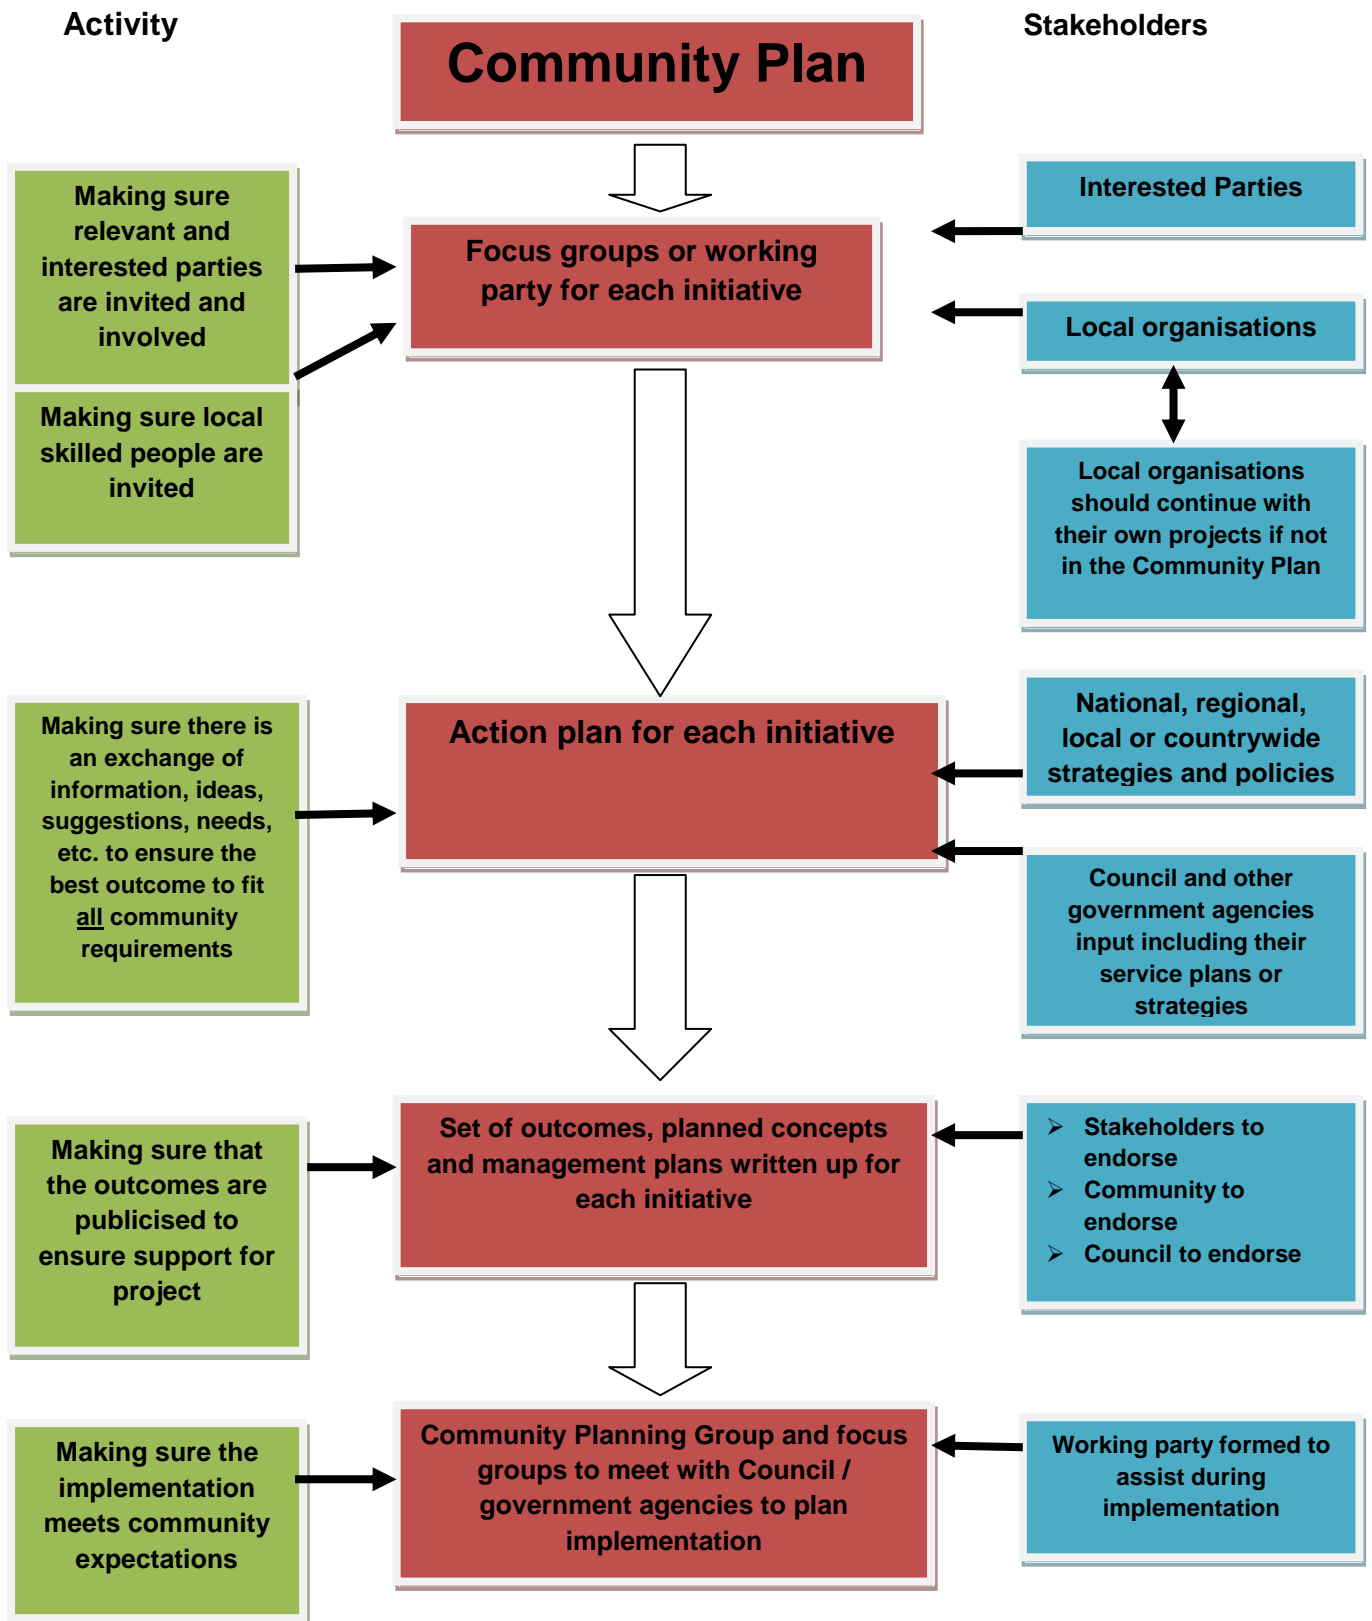 Activity
Stakeholders
Community Plan
Making sure
relevant and
interested parties
are invited and
involved
Making sure local
skilled people are
invited
Focus groups or working
party for each initiative
Interested Parties
Local organisations
Local organisations
should continue with
their own projects if not
in the Community Plan
Making sure there is
an exchange of
information, ideas,
suggestions, needs,
etc. to ensure the
best outcome to fit
all community
requirements
Action plan for each initiative
National, regional,
local or countrywide
strategies and policies
Council and other
government agencies
input including their
service plans or
strategies
Making sure that
the outcomes are
publicised to
ensure support for
project
Set of outcomes, planned concepts
and management plans written up for
each initiative
➢ Stakeholders to
endorse
➢ Community to
endorse
➢ Council to endorse
Making sure the
implementation
meets community
expectations
Community Planning Group and focus
groups to meet with Council /
government agencies to plan
implementation
Working party formed to
assist during
implementation